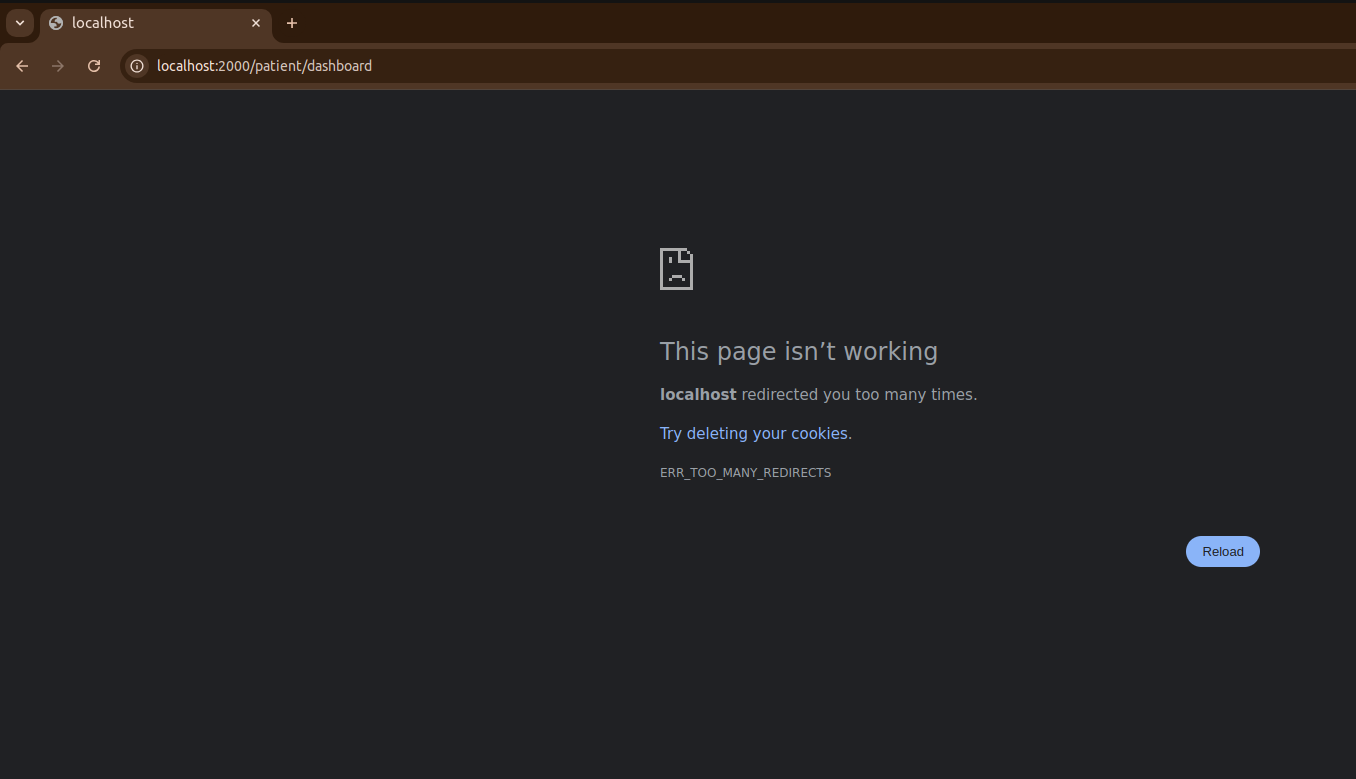 localhost
localhost:2000/patient/dashboard
This page isn’t working
localhost redirected you too many times.
Try deleting your cookies.
ERR_TOO_MANY_REDIRECTS
Reload